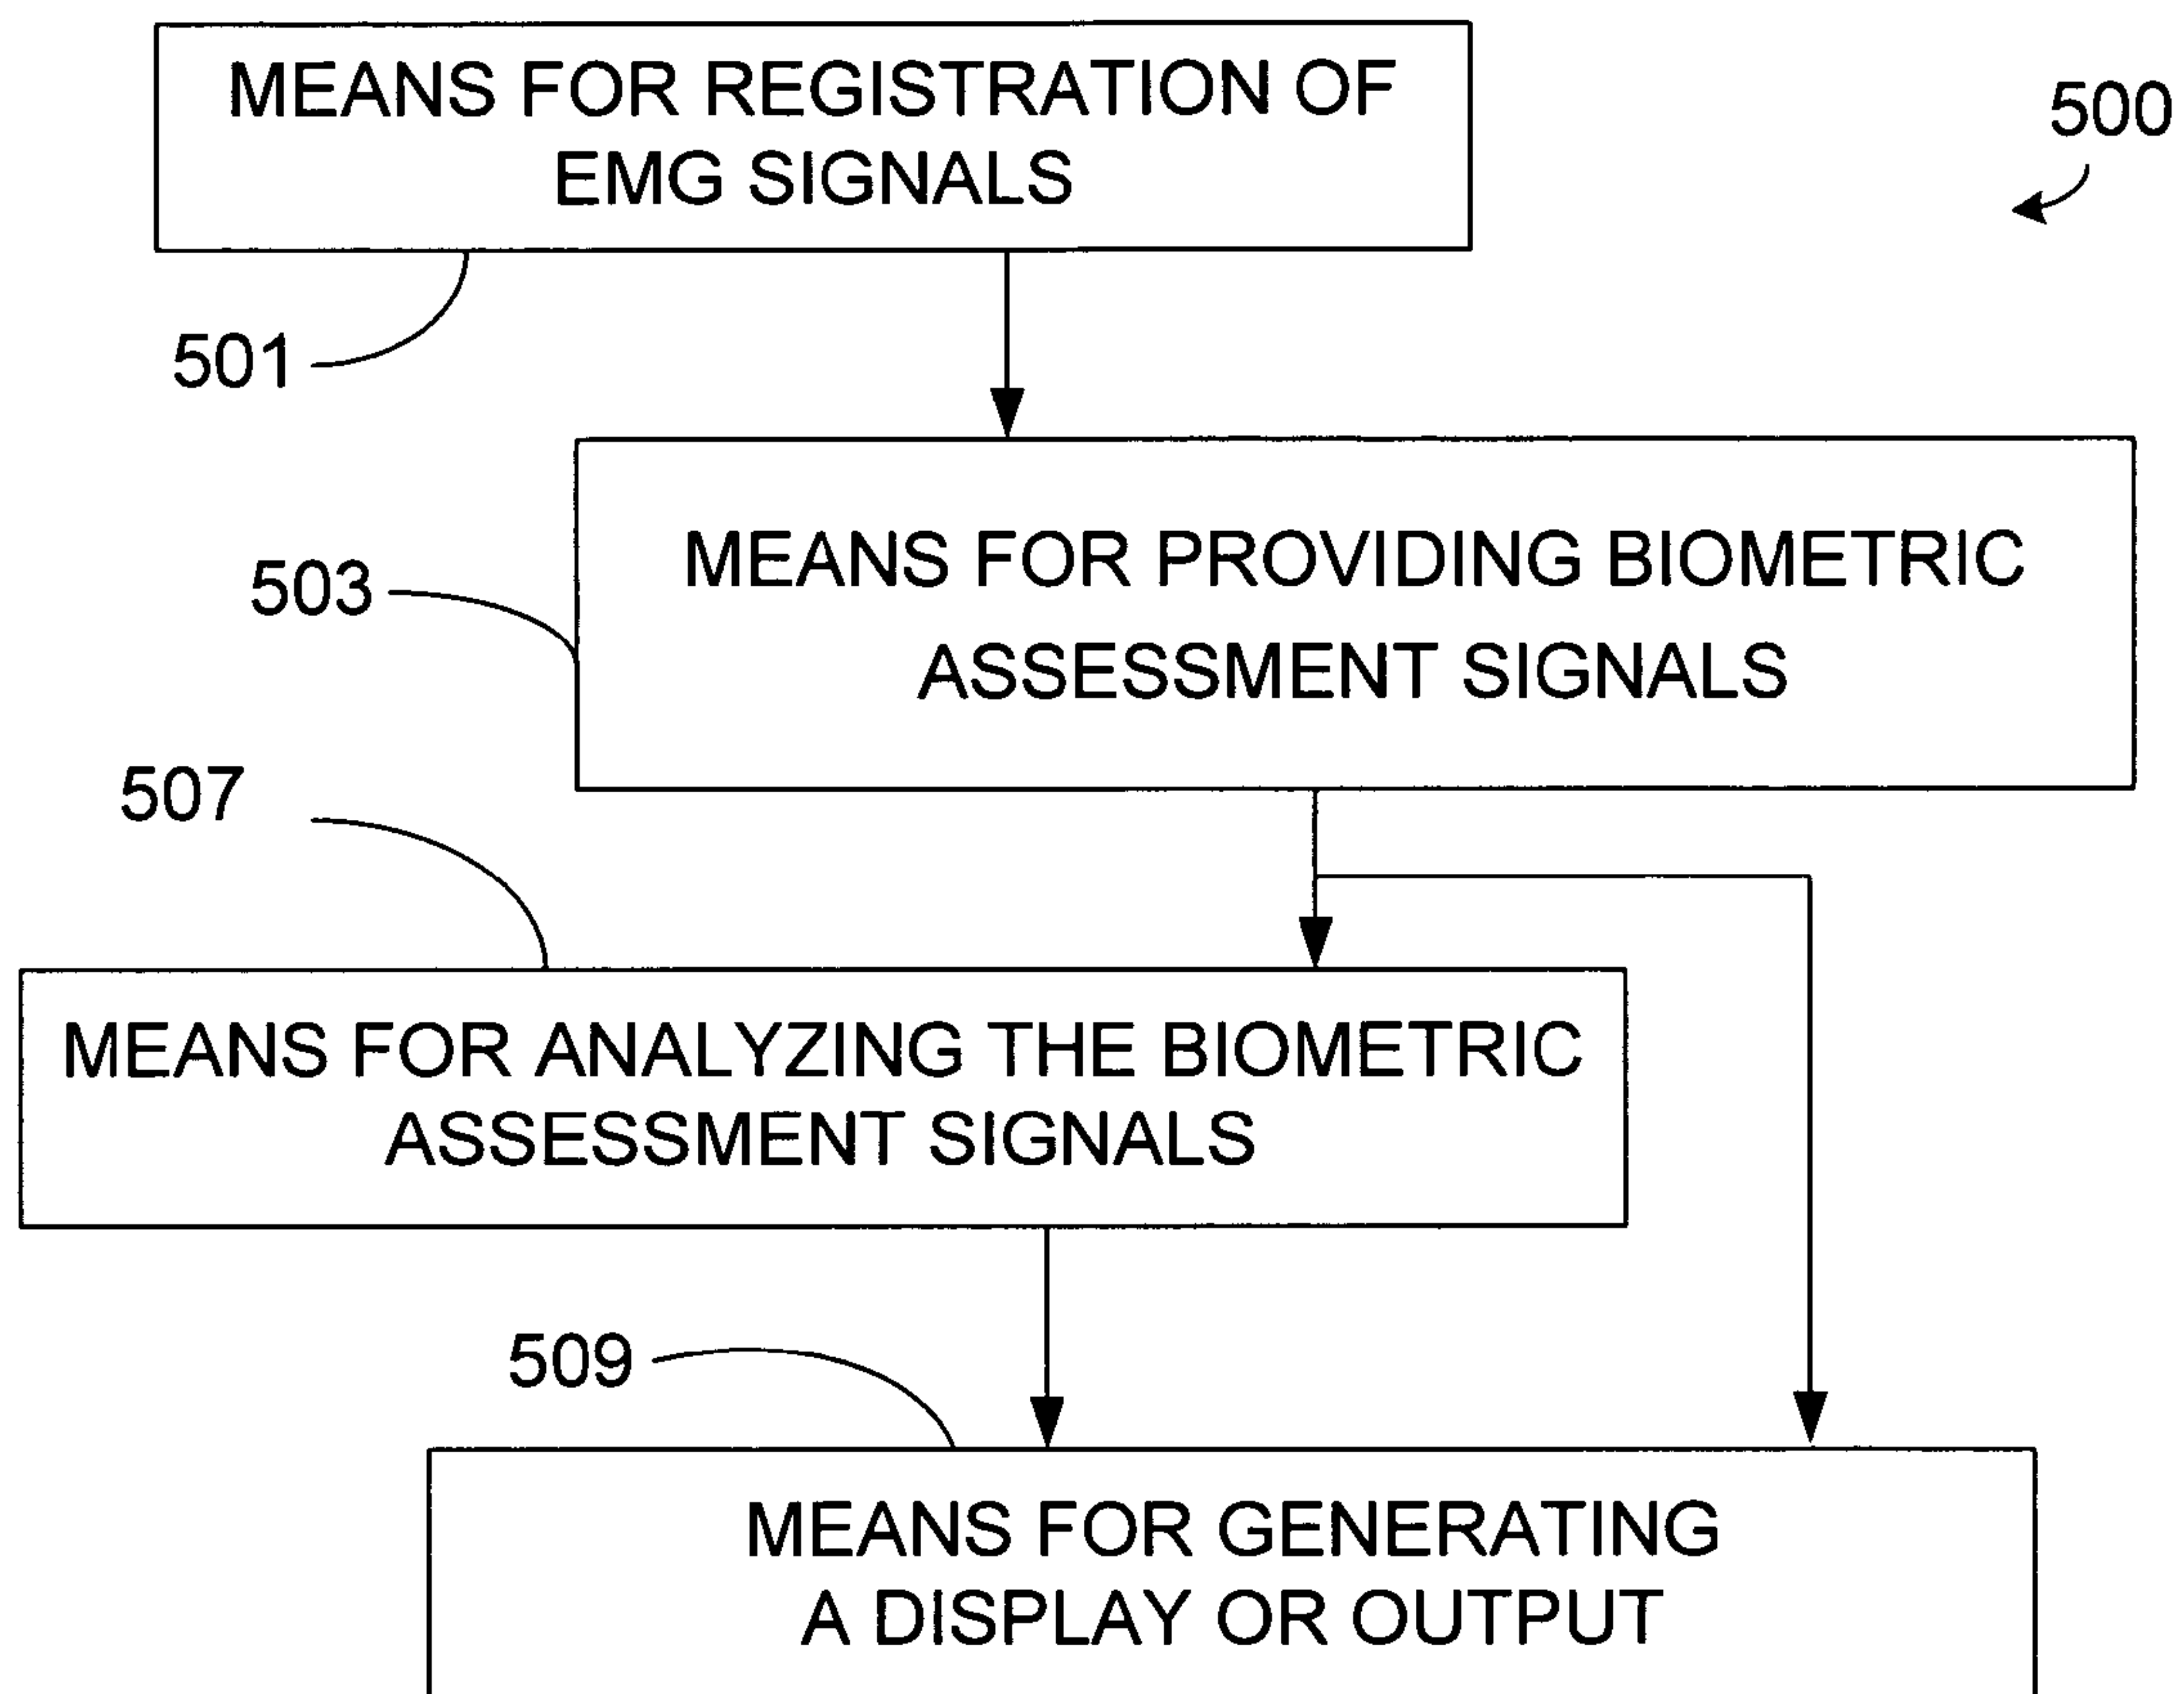 MEANS FOR REGISTRATION OF
EMG SIGNALS
500
501
MEANS FOR PROVIDING BIOMETRIC
ASSESSMENT SIGNALS
503
507
MEANS FOR ANALYZING THE BIOMETRIC
ASSESSMENT SIGNALS
509
MEANS FOR GENERATING
A DISPLAY OR OUTPUT